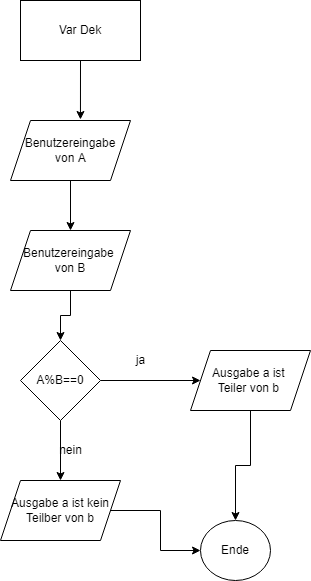 Var Dek
Benutzereingabe
von A
Benutzereingabe
von B
A%B==0
ja
Ausgabe a ist
Teiler von b
nein
Ausgabe a ist kein
Teilber von b
Ende